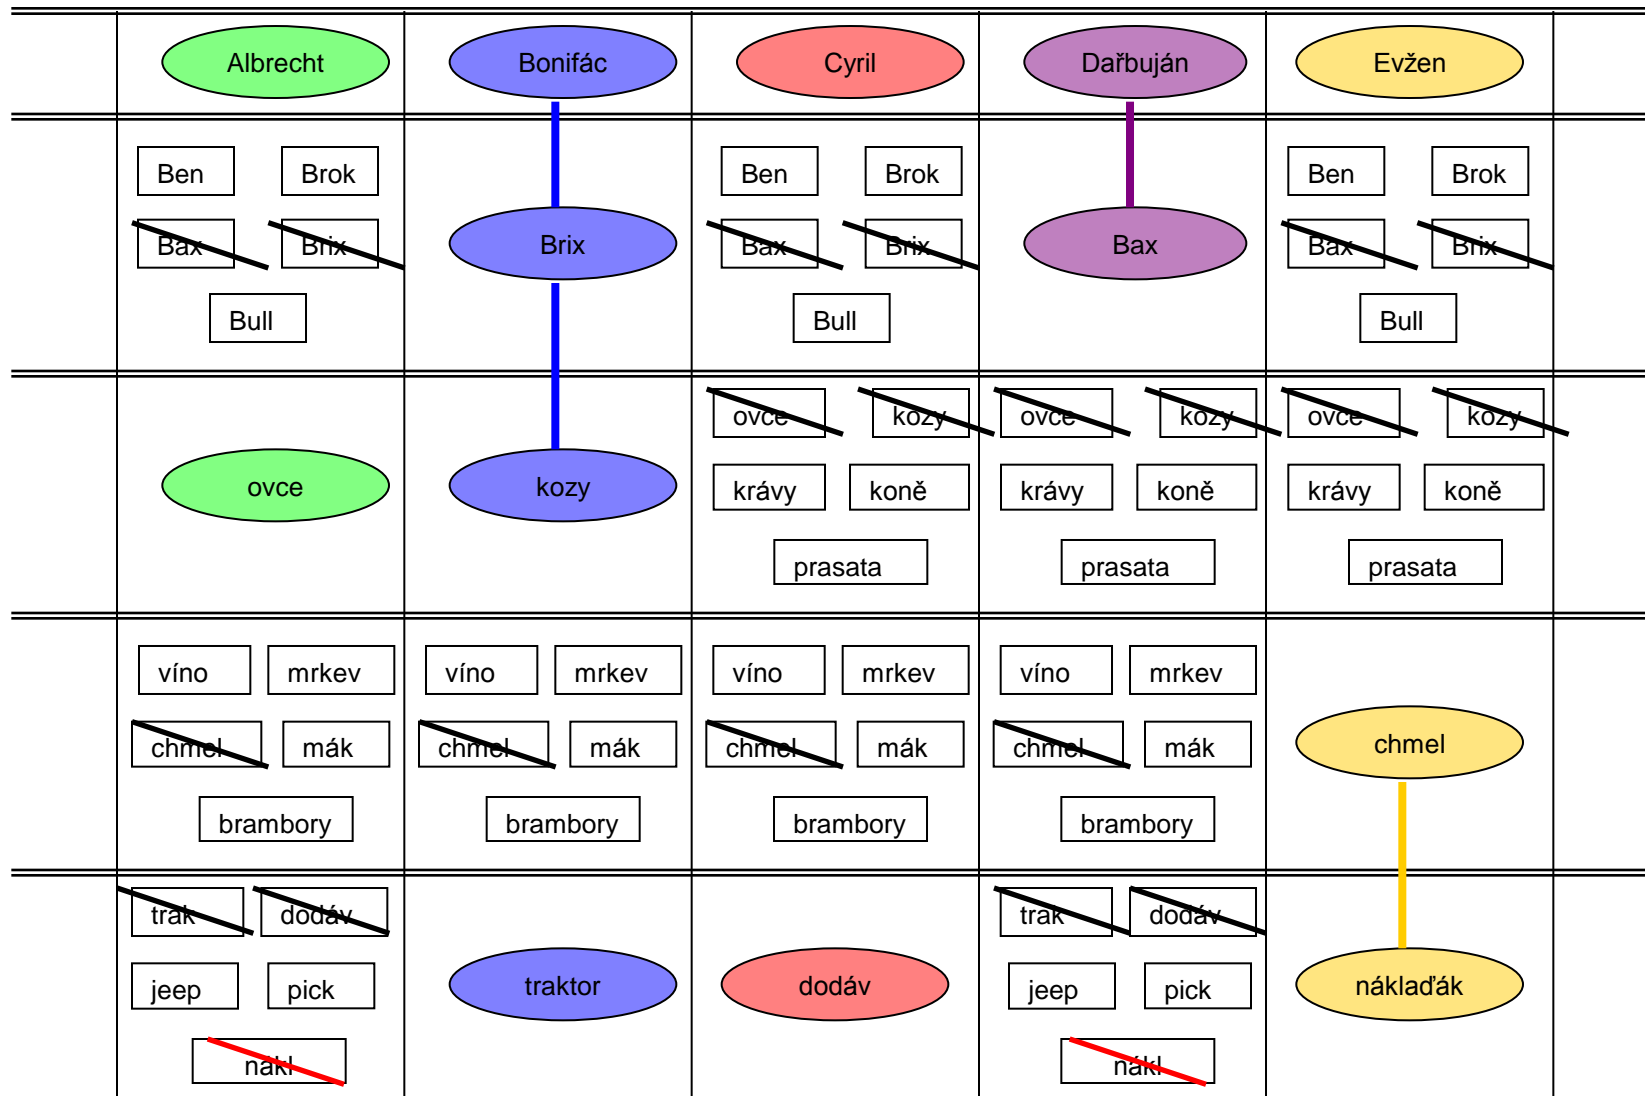 Albrecht Bonifác Cyril Dařbuján Evžen
Ben Brok Ben Brok Ben Brok
Bax Brix Brix Bax Brix Bax Bax Brix
Bull Bull Bull
ovce kozy ovce kozy ovce kozy
ovce kozy krávy koně krávy koně krávy koně
prasata prasata prasata
víno mrkev víno mrkev víno mrkev víno mrkev
chmel mák chmel mák chmel mák chmel mák chmel
brambory brambory brambory brambory
trak dodáv trak dodáv
jeep pick traktor dodáv jeep pick náklaďák
nákl nákl